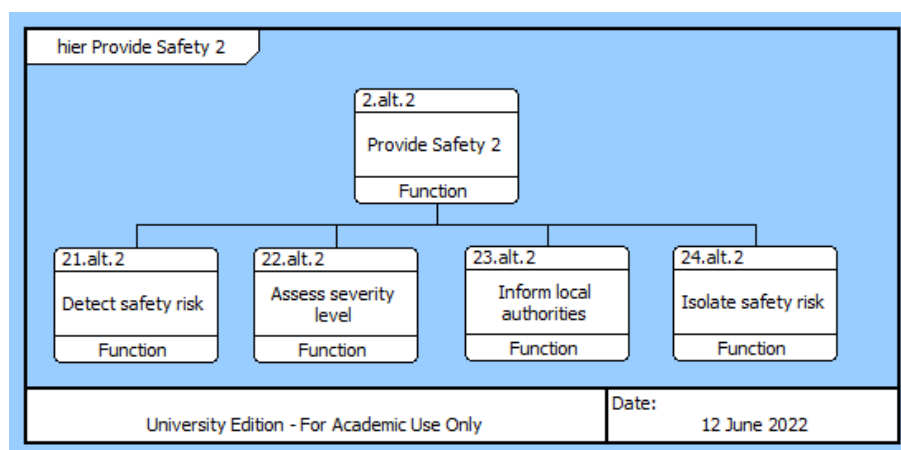 hier Provide Safety 2
2.alt.2
Provide Safety 2
Function
21.alt.2
Detect safety risk
Function
22.alt.2
Assess severity
level
Function
23.alt.2
Inform local
authorities
Function
24.alt.2
Isolate safety risk
Function
University Edition - For Academic Use Only
Date:
12 June 2022